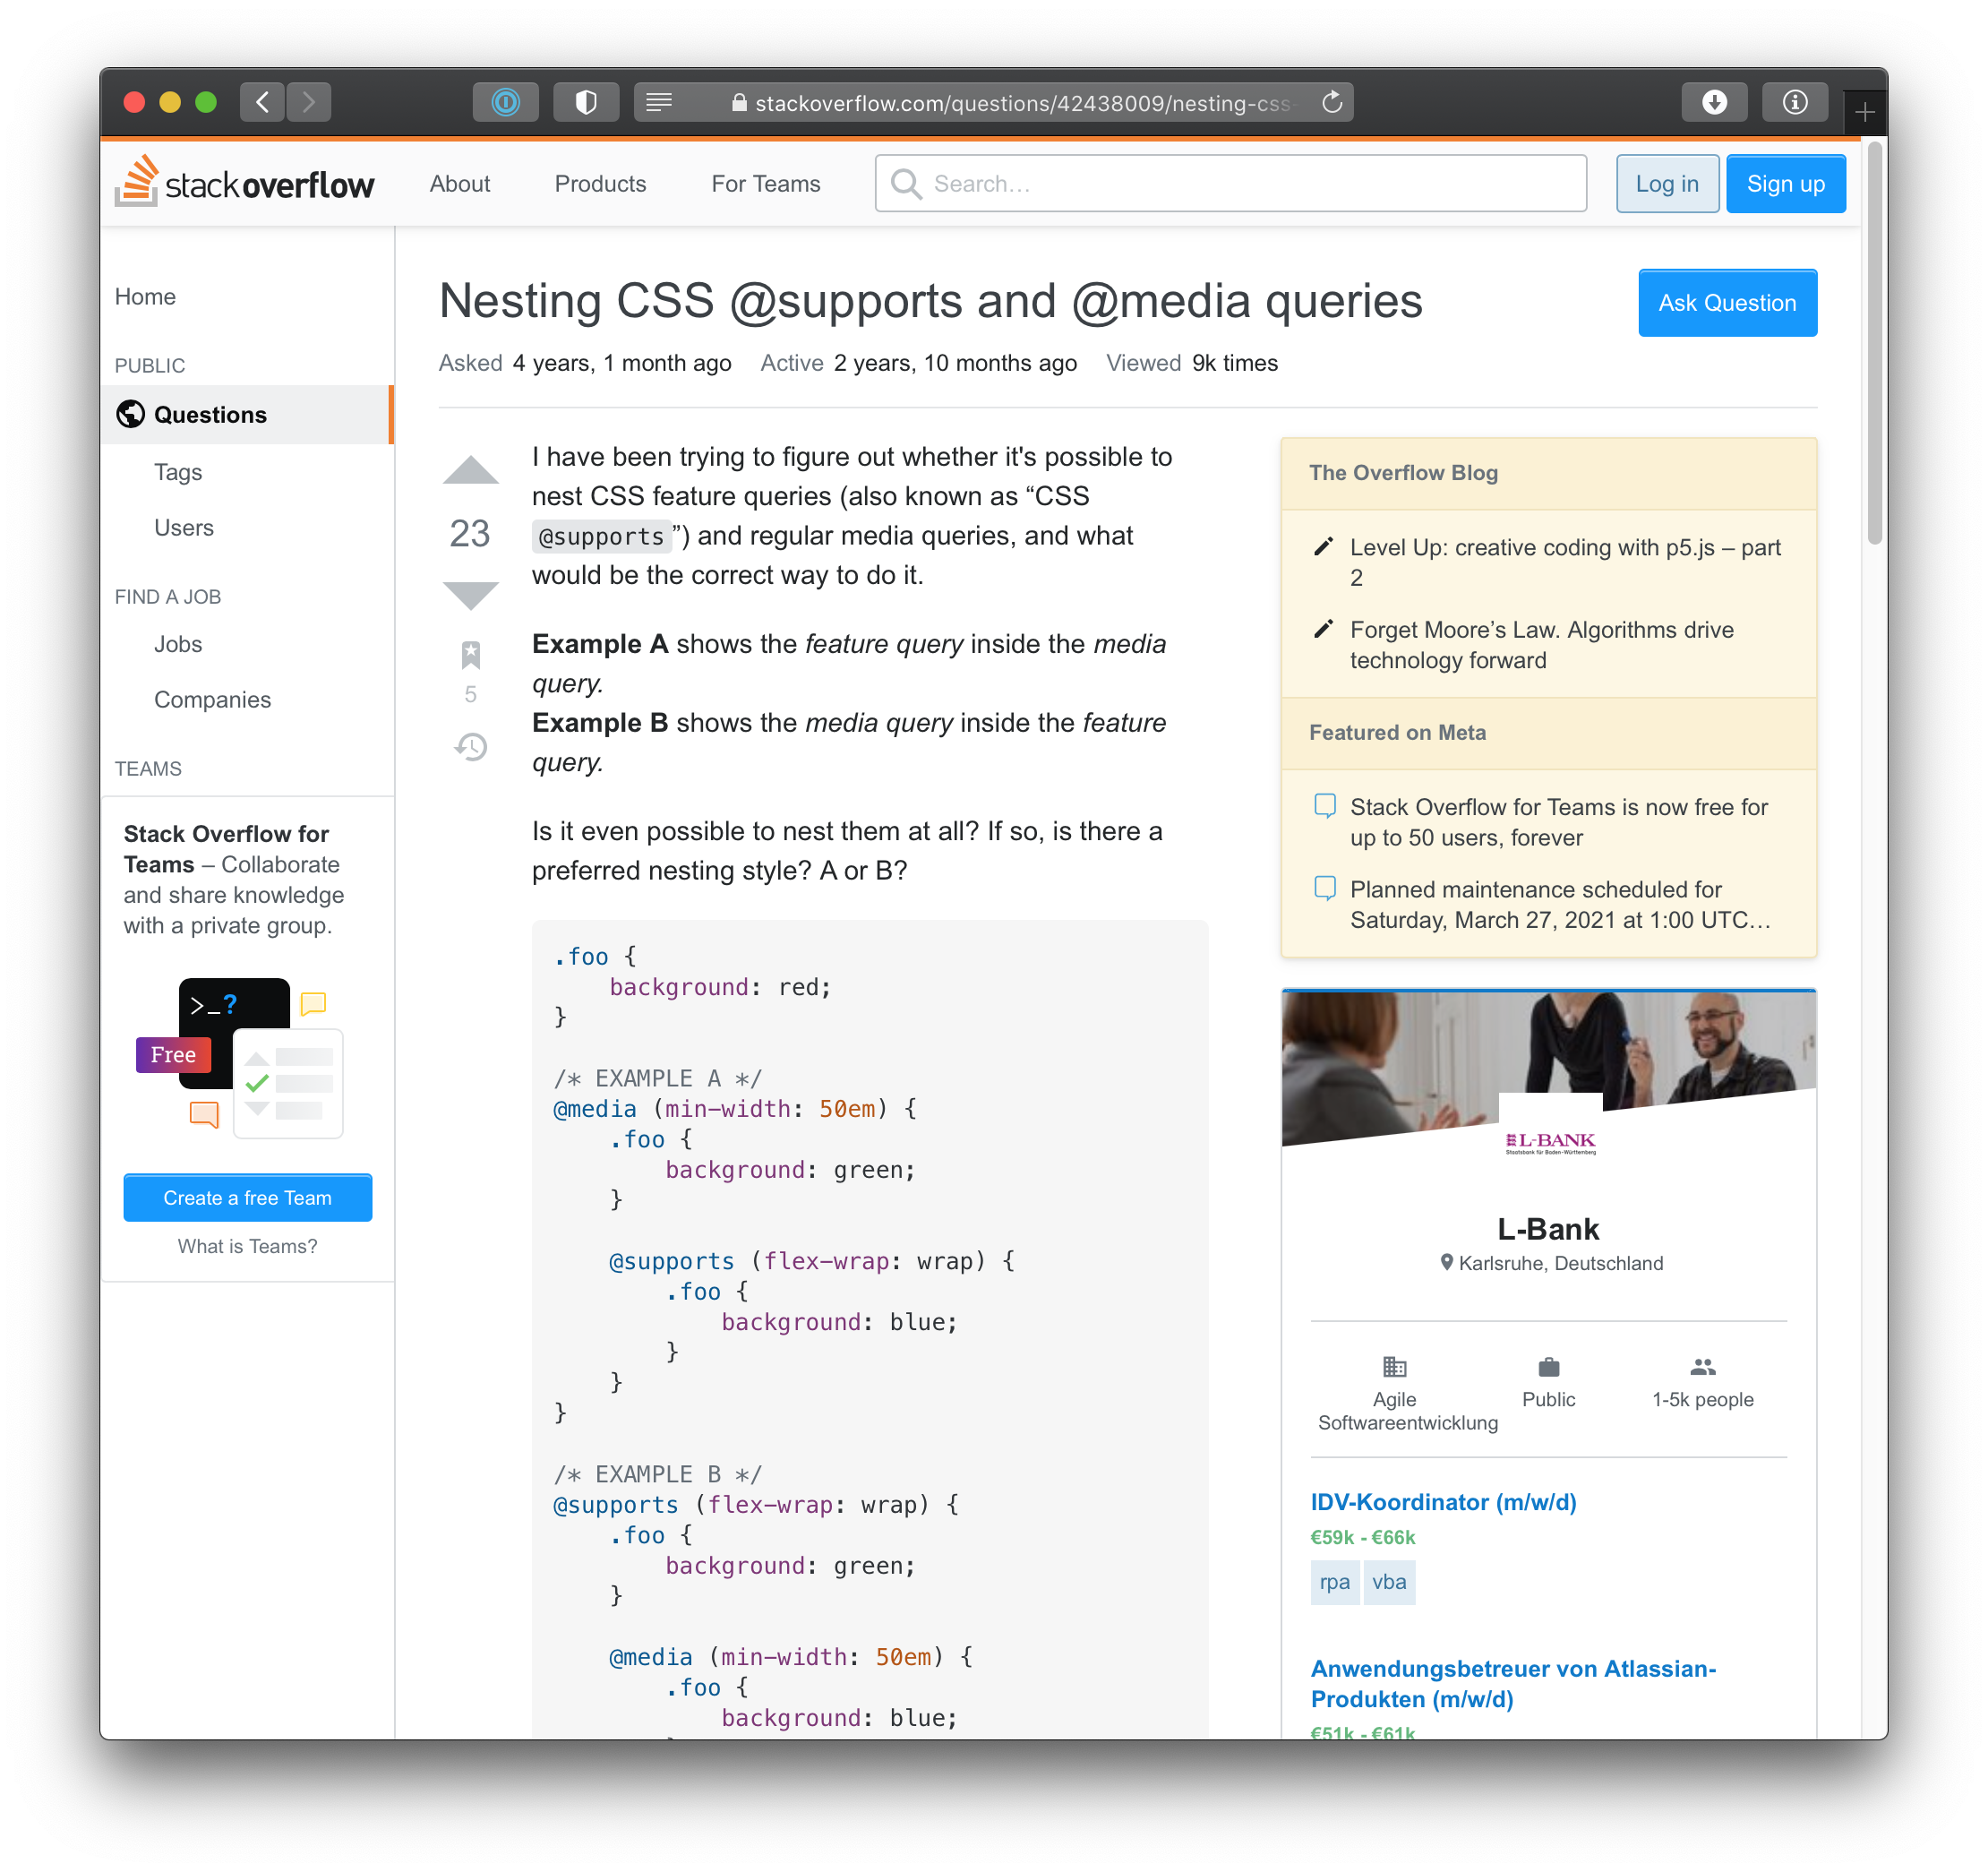 stackoverflow.com/questions/42438009/nesting-css-
stackoverflow
About
Products
For Teams
Search…
Log in
Sign up
Home
PUBLIC
Questions
Tags
Users
FIND A JOB
Jobs
Companies
TEAMS
Stack Overflow for
Teams – Collaborate
and share knowledge
with a private group.
>_?
Free
Create a free Team
What is Teams?
Nesting CSS @supports and @media queries
Ask Question
Asked 4 years, 1 month ago Active 2 years, 10 months ago Viewed 9k times
23
5
I have been trying to figure out whether it's possible to
nest CSS feature queries (also known as “CSS
@supports”) and regular media queries, and what
would be the correct way to do it.
Example A shows the feature query inside the media
query.
Example B shows the media query inside the feature
query.
Is it even possible to nest them at all? If so, is there a
preferred nesting style? A or B?
.foo {
    background: red;
}
/* EXAMPLE A */
@media (min-width: 50em) {
    .foo {
        background: green;
    }
    @supports (flex-wrap: wrap) {
        .foo {
            background: blue;
        }
    }
}
/* EXAMPLE B */
@supports (flex-wrap: wrap) {
    .foo {
        background: green;
    }
    @media (min-width: 50em) {
        .foo {
            background: blue;
The Overflow Blog
Level Up: creative coding with p5.js – part
2
Forget Moore’s Law. Algorithms drive
technology forward
Featured on Meta
Stack Overflow for Teams is now free for
up to 50 users, forever
Planned maintenance scheduled for
Saturday, March 27, 2021 at 1:00 UTC…
L-BANK
Staatsbank für Baden-Württemberg
L-Bank
Karlsruhe, Deutschland
Agile
Softwareentwicklung
Public
1-5k people
IDV-Koordinator (m/w/d)
€59k - €66k
rpa
vba
Anwendungsbetreuer von Atlassian-
Produkten (m/w/d)
€51k - €61k